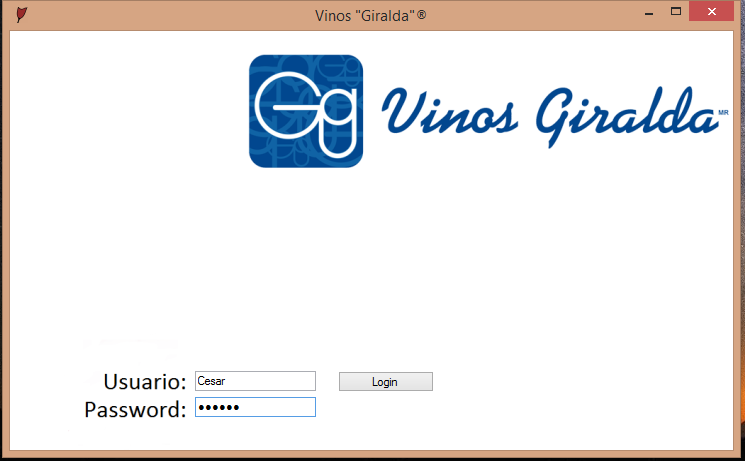 Vinos "Giralda"®
Gg Vinos Giralda MR
Usuario: Cesar Login
Password: ••••••